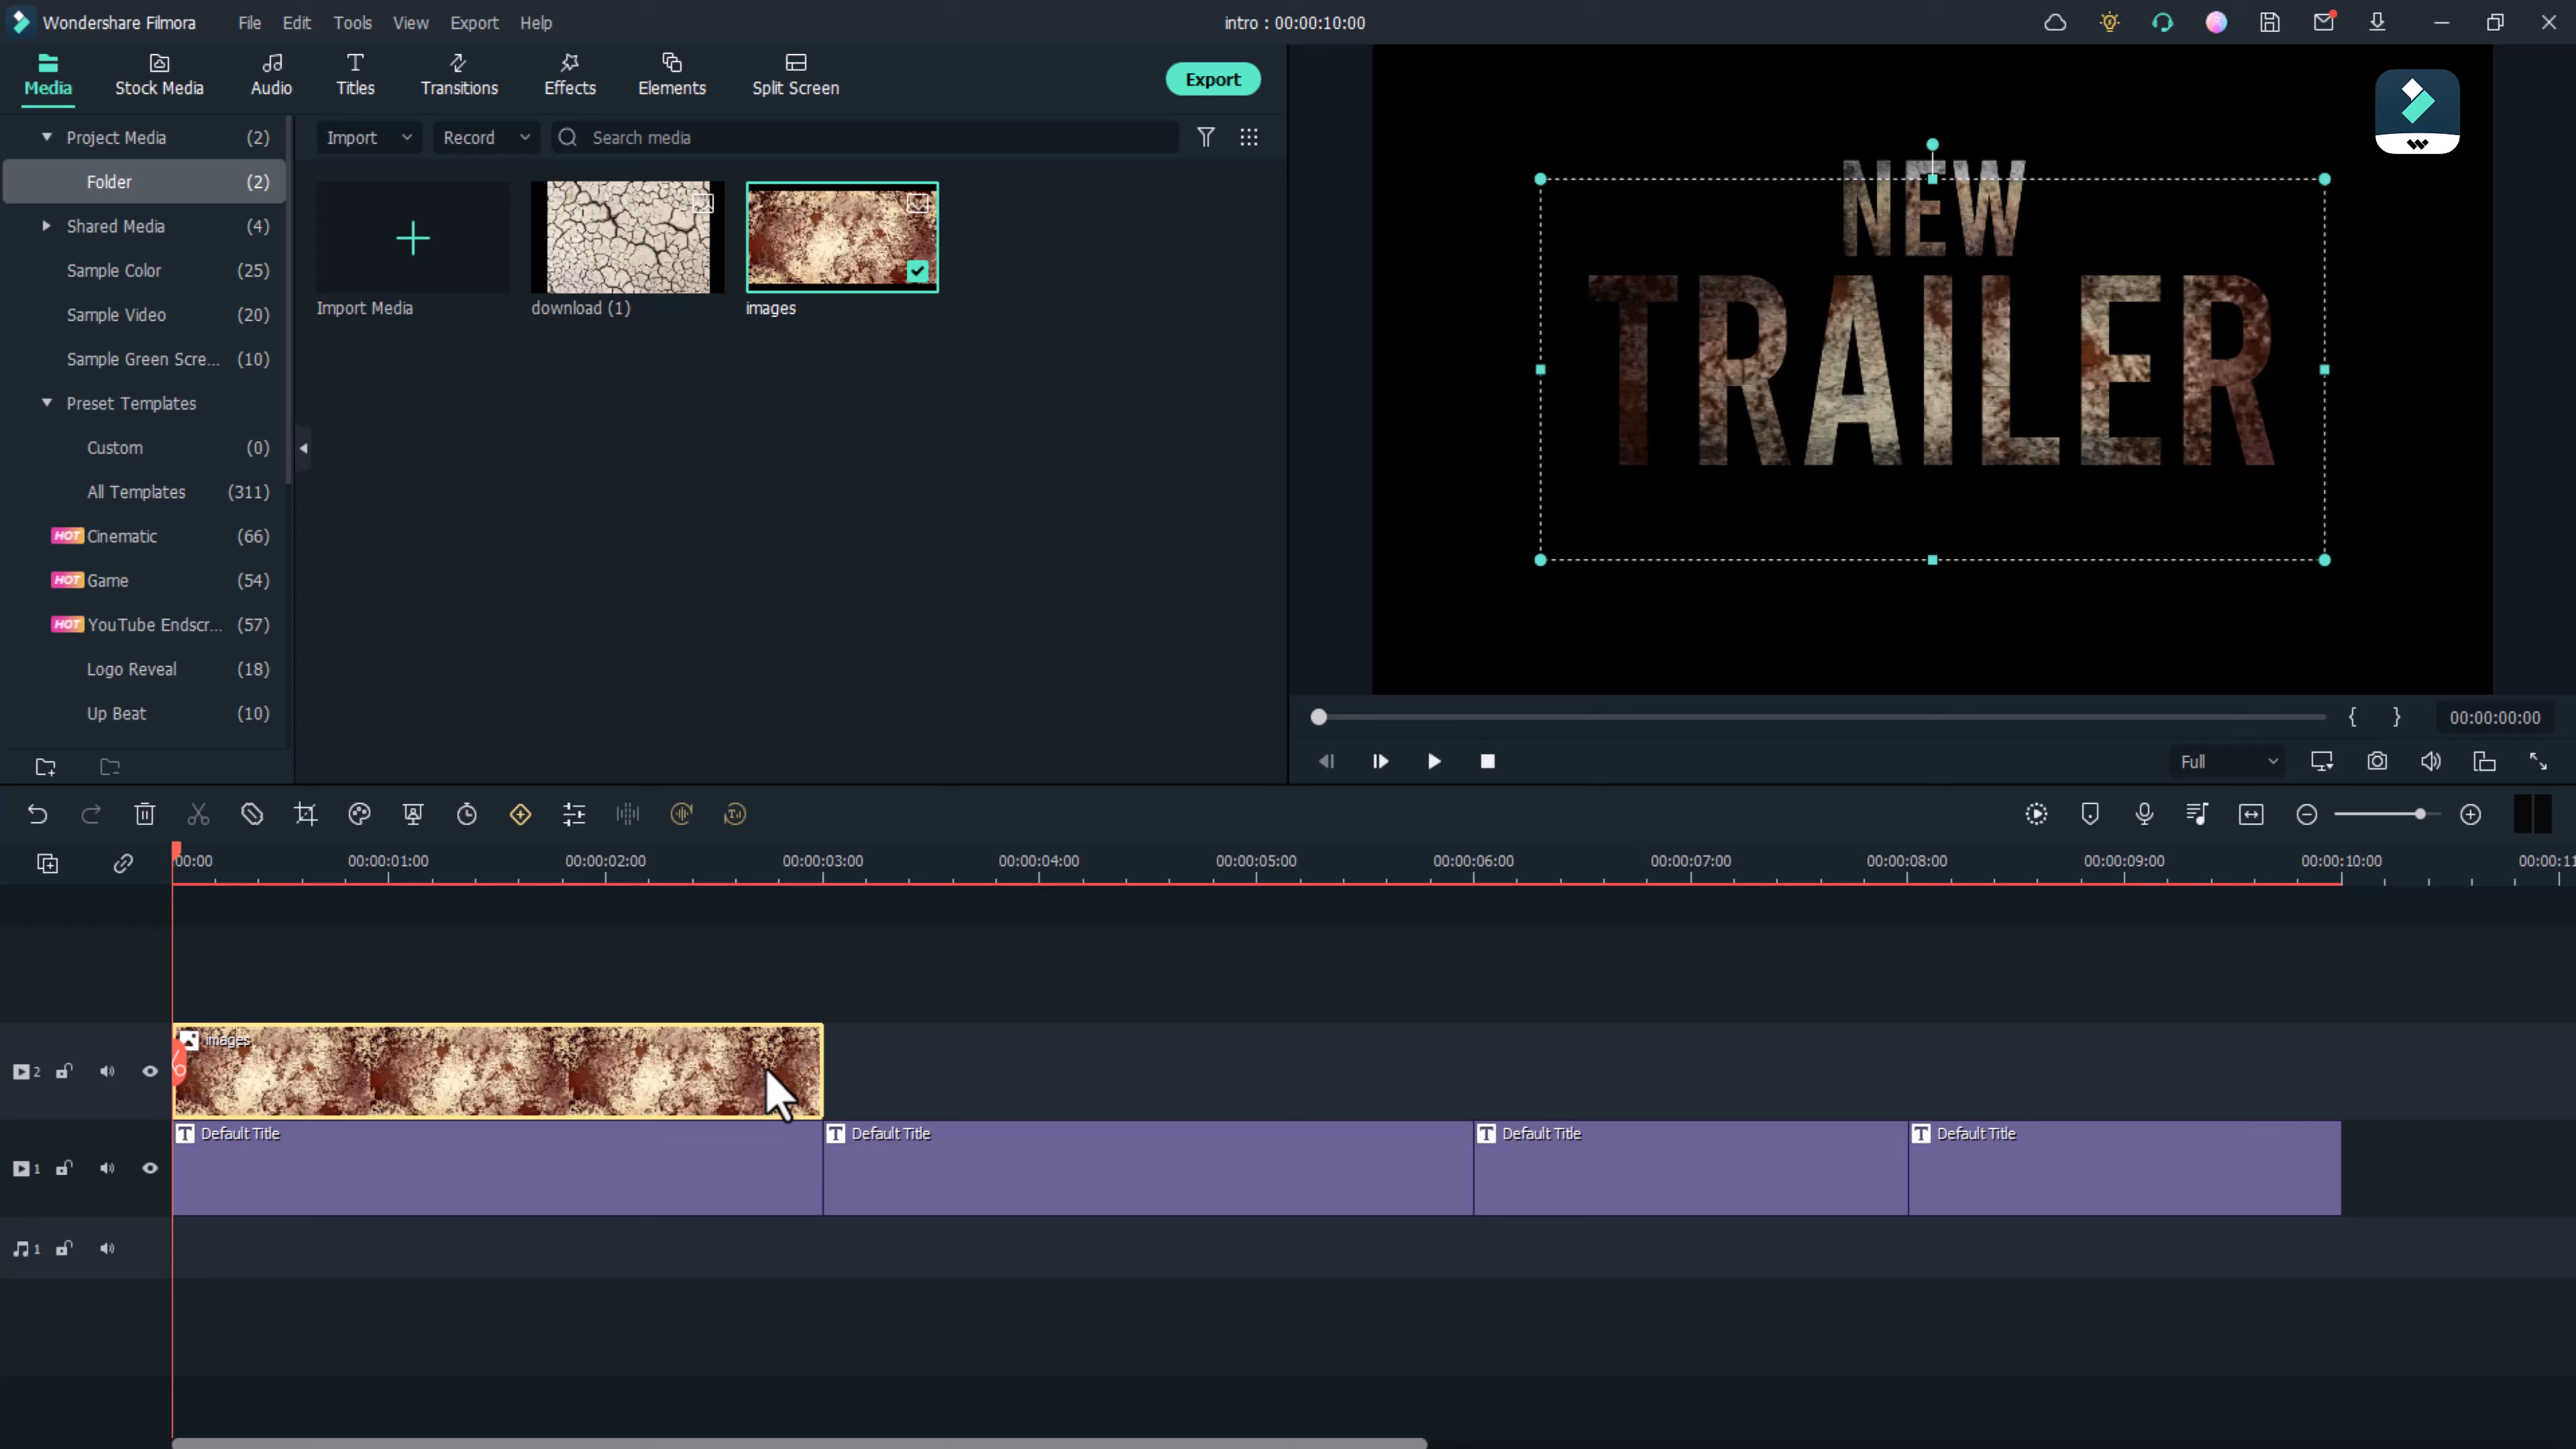 Wondershare Filmora File Edit Tools View Export Help intro : 00:00:10:00
Media Stock Media Audio Titles Transitions Effects Elements Split Screen Export
Project Media (2)
Import Record Search media
Folder (2)
Shared Media (4)
Sample Color (25)
Sample Video (20)
Sample Green Scre... (10)
Preset Templates
Custom (0)
All Templates (311)
HOT Cinematic (66)
HOT Game (54)
HOT YouTube Endscr... (57)
Logo Reveal (18)
Up Beat (10)
Import Media download (1) images
NEW
TRAILER
{ } 00:00:00:00
Full
00:00 00:00:01:00 00:00:02:00 00:00:03:00 00:00:04:00 00:00:05:00 00:00:06:00 00:00:07:00 00:00:08:00 00:00:09:00 00:00:10:00 00:00:11
images
2
T Default Title T Default Title T Default Title T Default Title
1
1